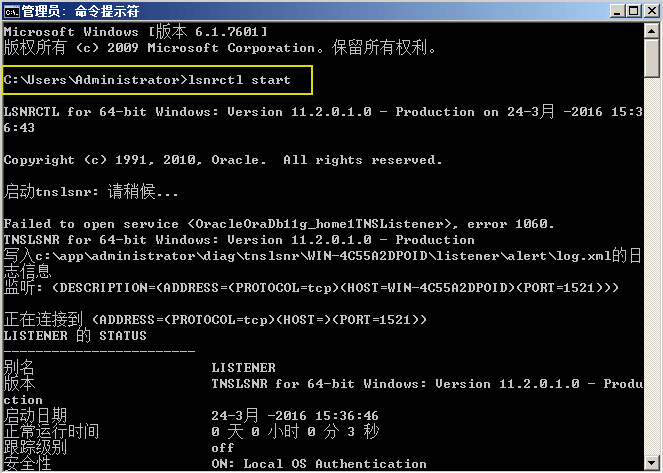 管理员: 命令提示符
Microsoft Windows [版本 6.1.7601]
版权所有 (c) 2009 Microsoft Corporation。保留所有权利。
C:\Users\Administrator>lsnrctl start
LSNRCTL for 64-bit Windows: Version 11.2.0.1.0 - Production on 24-3月 -2016 15:3
6:43
Copyright (c) 1991, 2010, Oracle.  All rights reserved.
启动tnslsnr: 请稍候...
Failed to open service <OracleOraDb11g_home1TNSListener>, error 1060.
TNSLSNR for 64-bit Windows: Version 11.2.0.1.0 - Production
写入c:\app\administrator\diag\tnslsnr\WIN-4C55A2DPOID\listener\alert\log.xml的日
志信息
监听: (DESCRIPTION=(ADDRESS=(PROTOCOL=tcp)(HOST=WIN-4C55A2DPOID)(PORT=1521)))
正在连接到 (ADDRESS=(PROTOCOL=tcp)(HOST=)(PORT=1521))
LISTENER 的 STATUS
------------------------
别名 LISTENER
版本 TNSLSNR for 64-bit Windows: Version 11.2.0.1.0 - Produ
ction
启动日期 24-3月 -2016 15:36:46
正常运行时间 0 天 0 小时 0 分 3 秒
跟踪级别 off
安全性 ON: Local OS Authentication